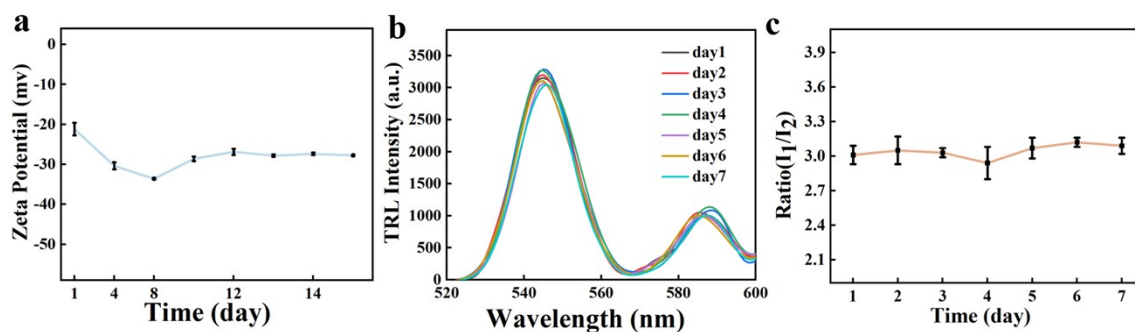 a
0
-10
-20
-30
-40
-50
Zeta Potential (mv)
1 4 8 12 14
Time (day)
b
3500
3000
2500
2000
1500
1000
500
0
TRL Intensity (a.u.)
day1
day2
day3
day4
day5
day6
day7
520 540 560 580 600
Wavelength (nm)
c
3.9
3.6
3.3
3.0
2.7
2.4
2.1
Ratio(I1/I2)
1 2 3 4 5 6 7
Time (day)